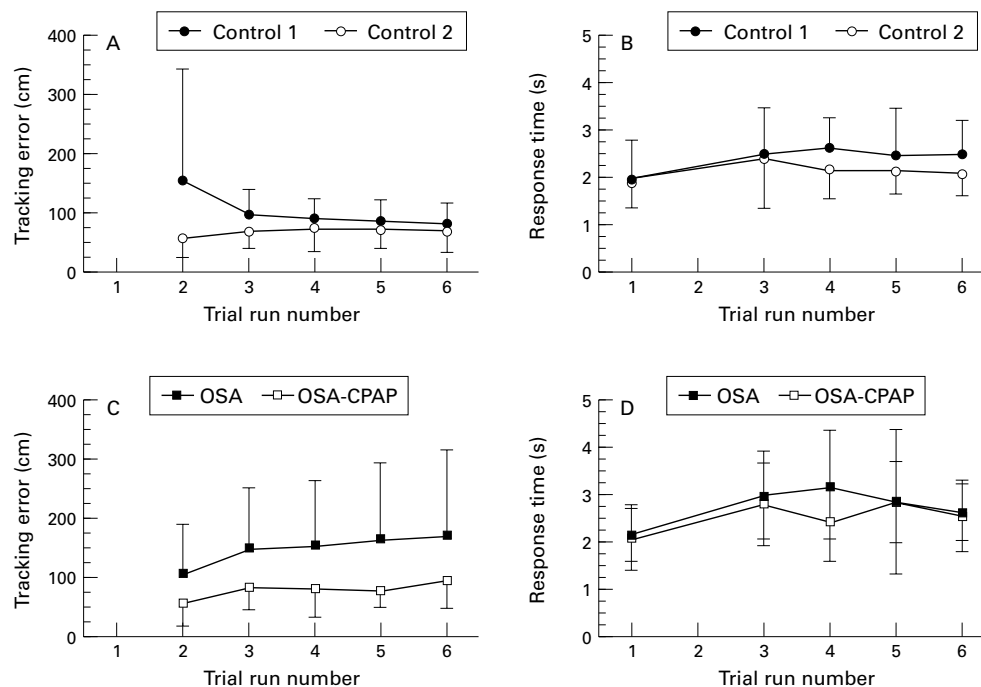 A
Control 1 Control 2
400
300
200
100
0
Tracking error (cm)
1 2 3 4 5 6
Trial run number
B
Control 1 Control 2
5
4
3
2
1
0
Response time (s)
1 2 3 4 5 6
Trial run number
C
OSA OSA-CPAP
400
300
200
100
0
Tracking error (cm)
1 2 3 4 5 6
Trial run number
D
OSA OSA-CPAP
5
4
3
2
1
0
Response time (s)
1 2 3 4 5 6
Trial run number